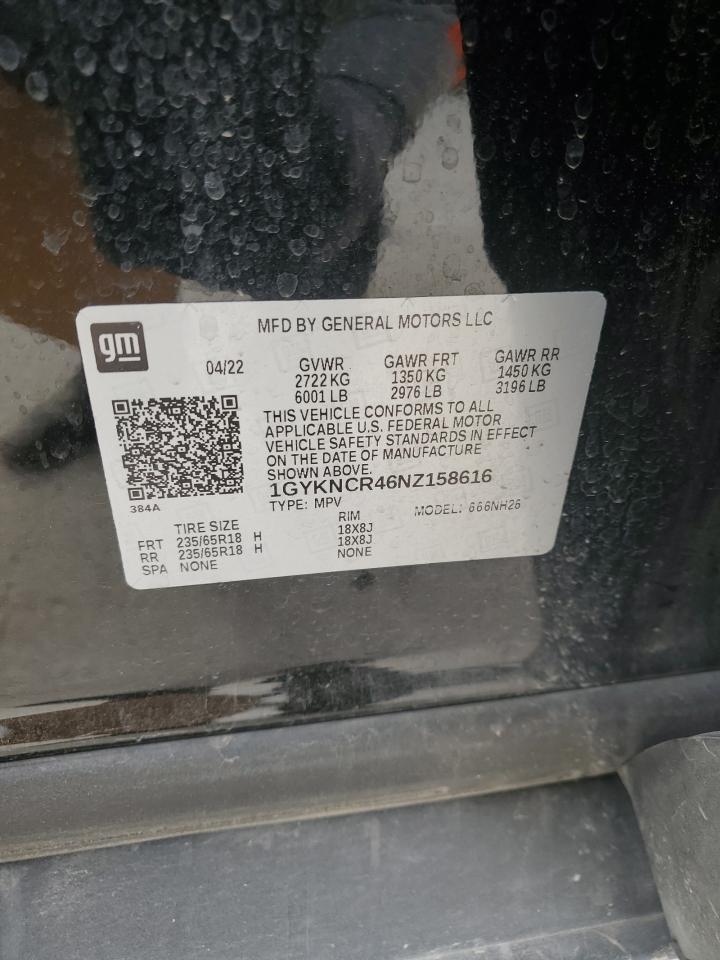 gm
MFD BY GENERAL MOTORS LLC
04/22 GVWR GAWR FRT GAWR RR
2722 KG 1350 KG 1450 KG
6001 LB 2976 LB 3196 LB
THIS VEHICLE CONFORMS TO ALL
APPLICABLE U.S. FEDERAL MOTOR
VEHICLE SAFETY STANDARDS IN EFFECT
ON THE DATE OF MANUFACTURE
SHOWN ABOVE.
1GYKNCR46NZ158616
384A
TYPE: MPV MODEL: 666NH26
TIRE SIZE RIM
FRT 235/65R18 H 18X8J
RR 235/65R18 H 18X8J
SPA NONE NONE